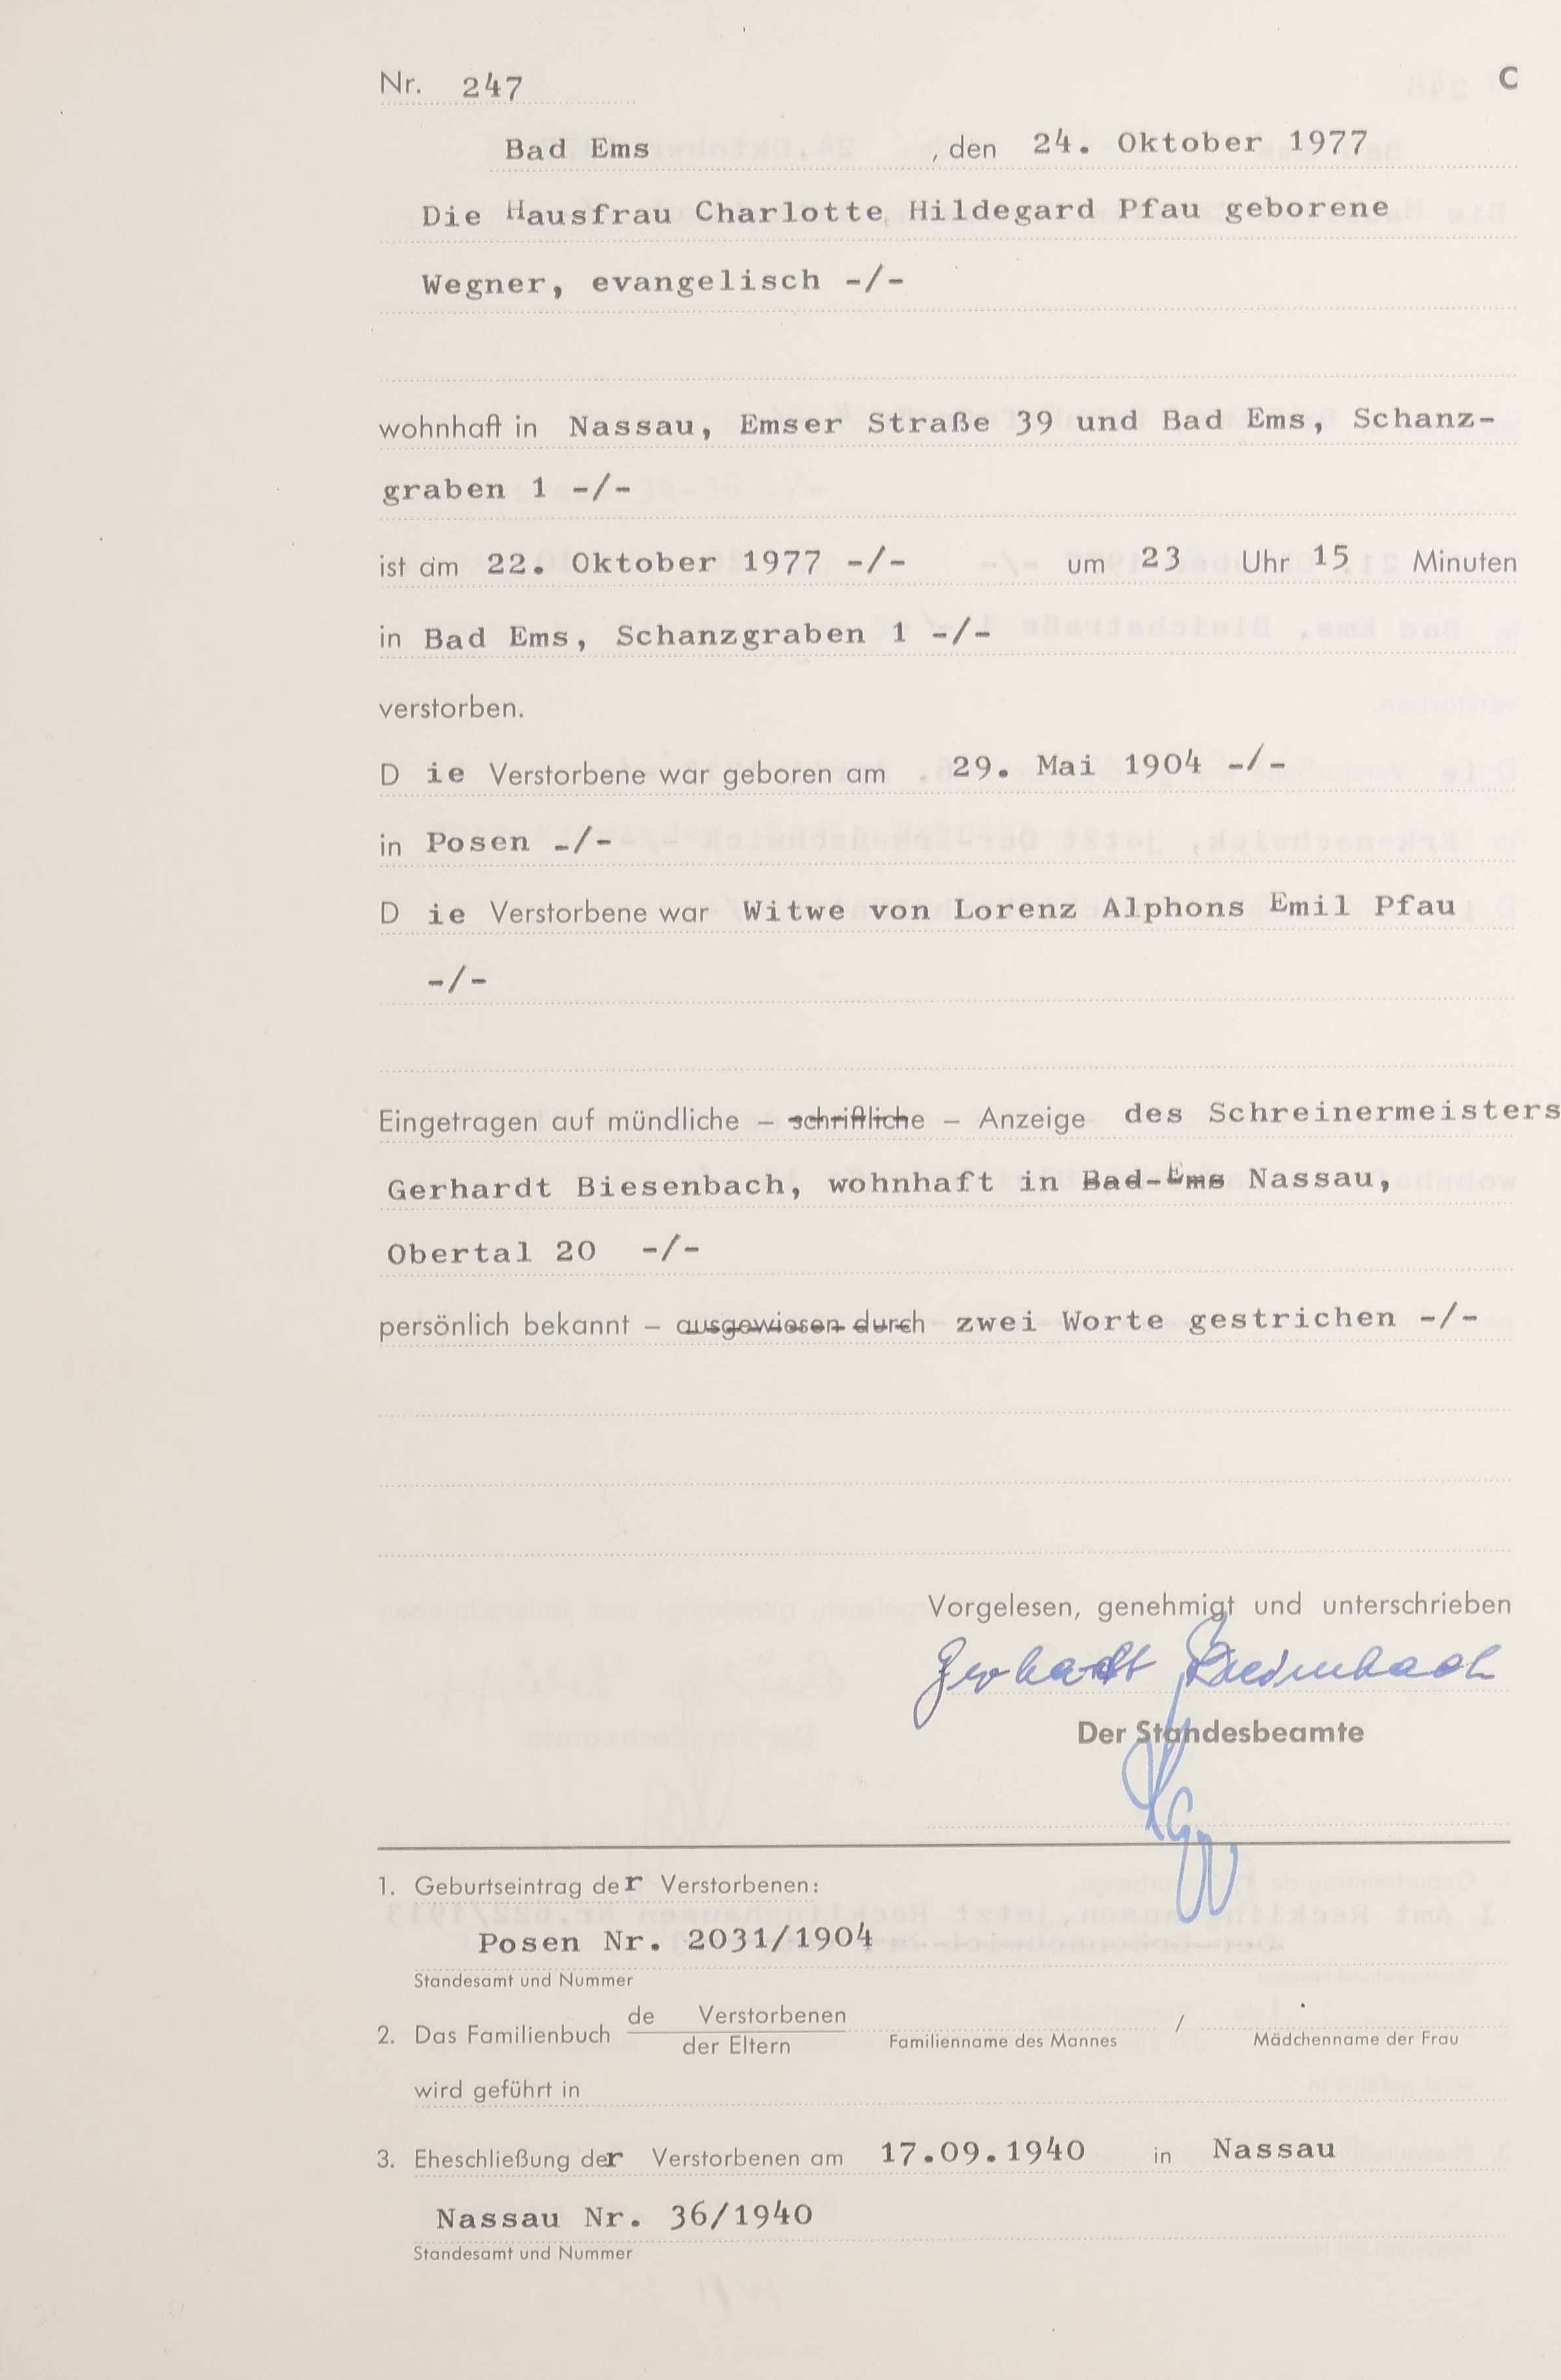 Nr. 247 C
Bad Ems , den 24. Oktober 1977
Die Hausfrau Charlotte Hildegard Pfau geborene
Wegner, evangelisch -/-
wohnhaft in Nassau, Emser Straße 39 und Bad Ems, Schanz-
graben 1 -/-
ist am 22. Oktober 1977 -/- um 23 Uhr 15 Minuten
in Bad Ems, Schanzgraben 1 -/-
verstorben.
D ie Verstorbene war geboren am 29. Mai 1904 -/-
in Posen -/-
D ie Verstorbene war Witwe von Lorenz Alphons Emil Pfau
-/-
Eingetragen auf mündliche – schriftliche – Anzeige des Schreinermeisters
Gerhardt Biesenbach, wohnhaft in Bad-Ems Nassau,
Obertal 20 -/-
persönlich bekannt – ausgewiesen durch zwei Worte gestrichen -/-
Vorgelesen, genehmigt und unterschrieben
Gerhardt Biesenbach
Der Standesbeamte
1. Geburtseintrag der Verstorbenen:
Posen Nr. 2031/1904
Standesamt und Nummer
2. Das Familienbuch de Verstorbenen /
der Eltern Familienname des Mannes Mädchenname der Frau
wird geführt in
3. Eheschließung der Verstorbenen am 17.09.1940 in Nassau
Nassau Nr. 36/1940
Standesamt und Nummer